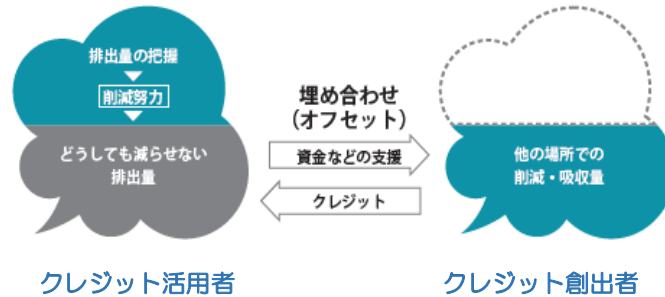 排出量の把握
削減努力
どうしても減らせない
排出量
埋め合わせ
（オフセット）
資金などの支援
クレジット
他の場所での
削減・吸収量
クレジット活用者
クレジット創出者